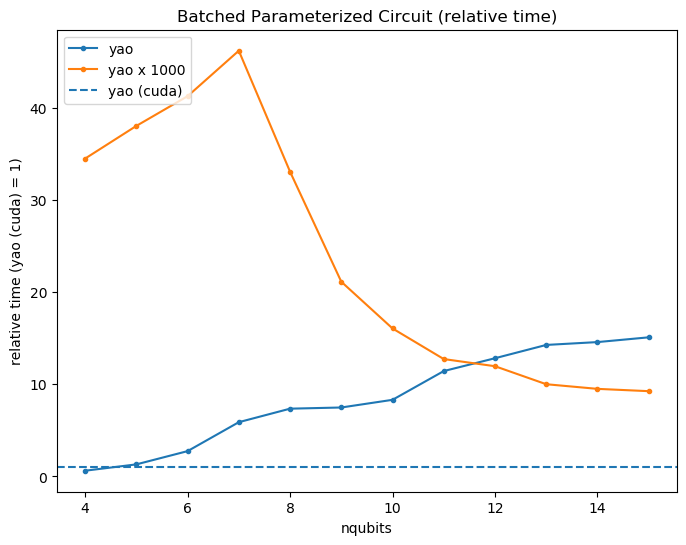 Batched Parameterized Circuit (relative time)
yao
yao x 1000
yao (cuda)
relative time (yao (cuda) = 1)
40
30
20
10
0
4
6
8
10
12
14
nqubits